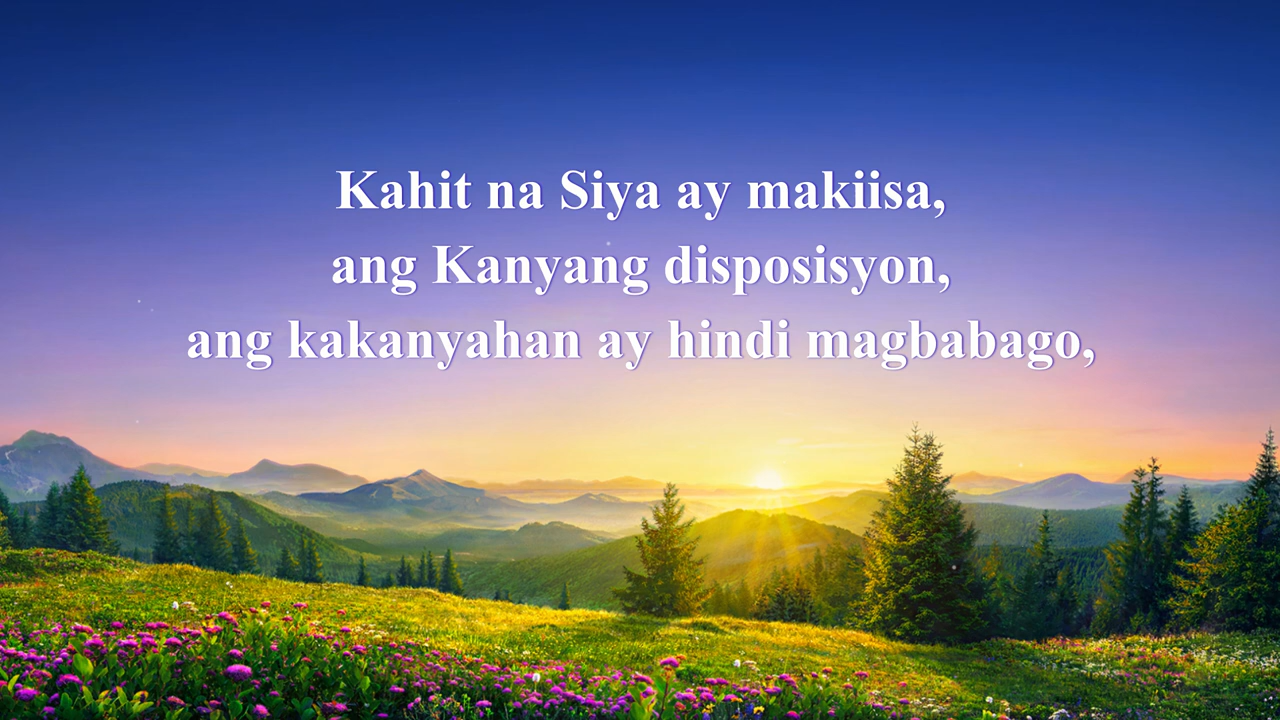 Kahit na Siya ay makiisa,
ang Kanyang disposisyon,
ang kakanyahan ay hindi magbabago,